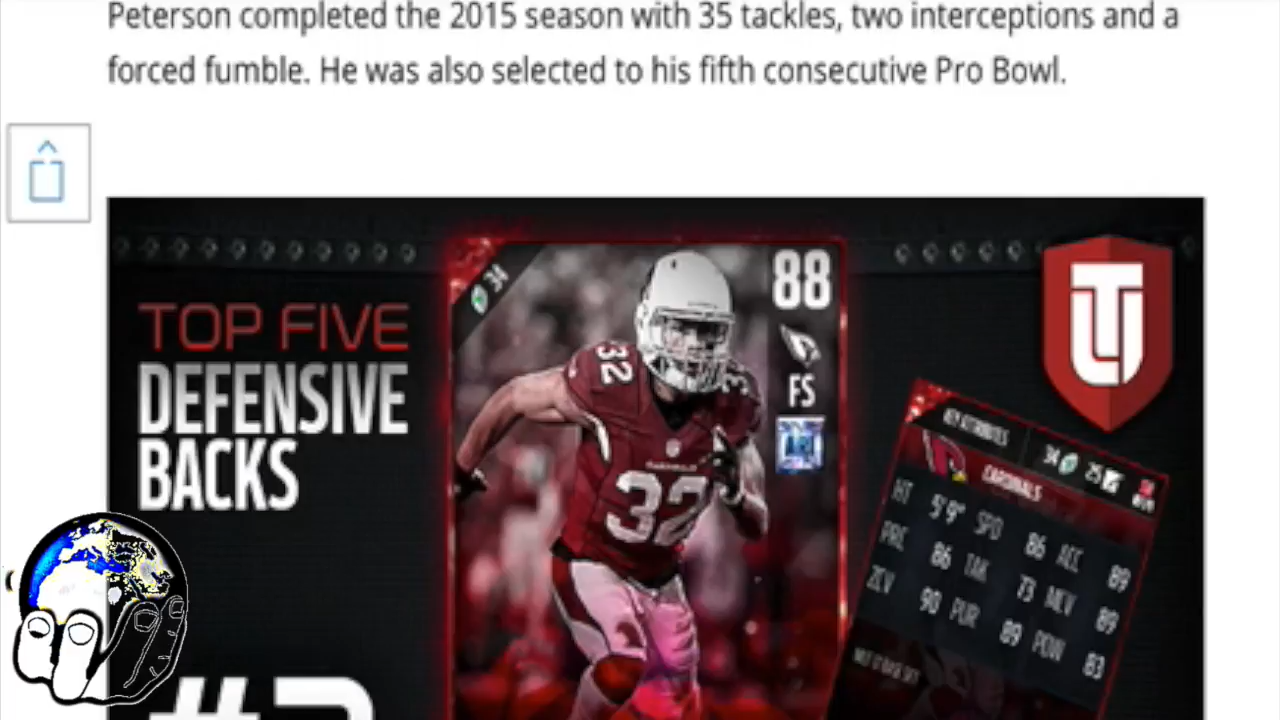 Peterson completed the 2015 season with 35 tackles, two interceptions and a
forced fumble. He was also selected to his fifth consecutive Pro Bowl.
TOP FIVE
DEFENSIVE
BACKS
34
88
FS
32
32
UT
KEY ATTRIBUTES
34 25
CARDINALS
HT 5'9" SPD 86 ACC 89
PRC 86 TAK 73 MCV 89
ZCV 90 PUR 89 POW 83